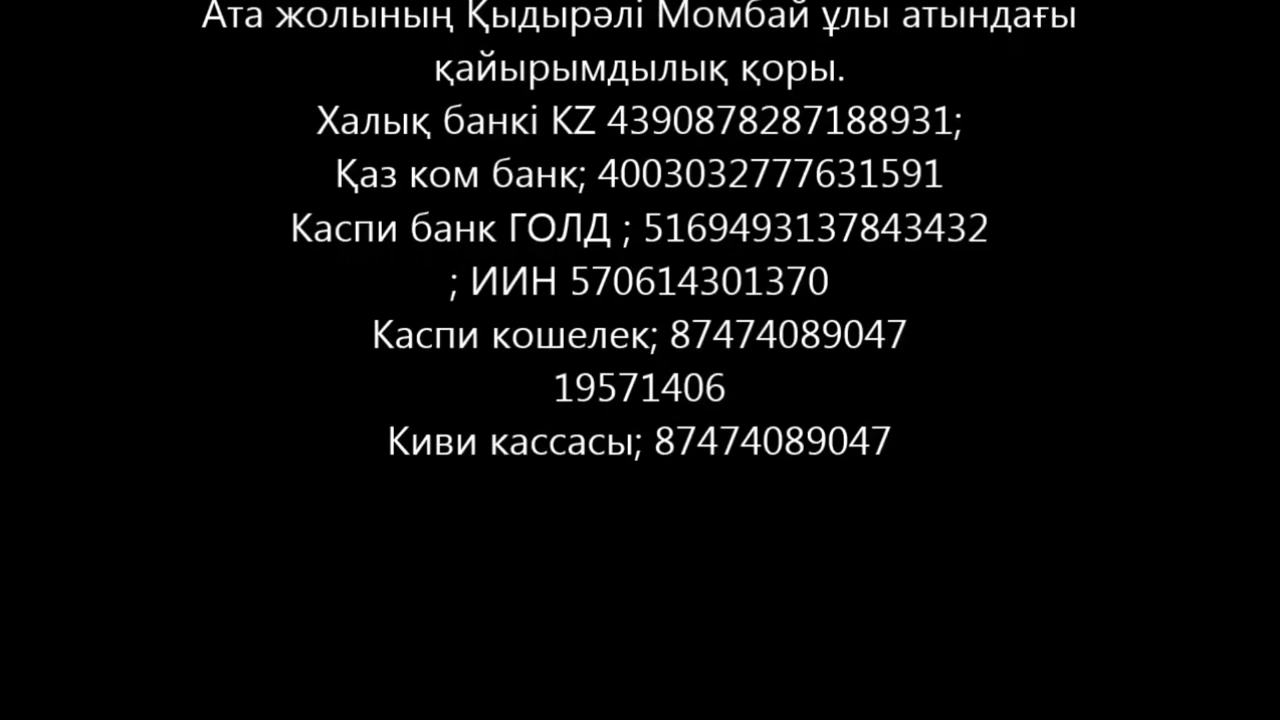 Ата жолының Қыдырәлі Момбай ұлы атындағы
қайырымдылық қоры.
Халық банкі KZ 4390878287188931;
Қаз ком банк; 4003032777631591
Каспи банк ГОЛД ; 5169493137843432
; ИИН 570614301370
Каспи кошелек; 87474089047
19571406
Киви кассасы; 87474089047